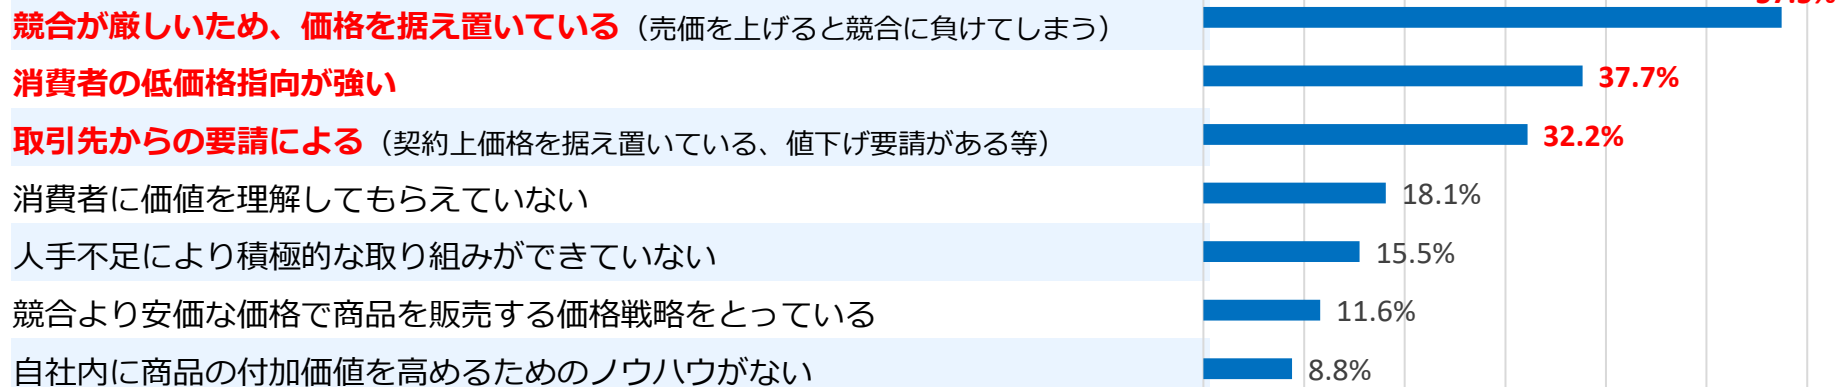 競合が厳しいため、価格を据え置いている（売価を上げると競合に負けてしまう）
消費者の低価格指向が強い 37.7%
取引先からの要請による（契約上価格を据え置いている、値下げ要請がある等） 32.2%
消費者に価値を理解してもらえていない 18.1%
人手不足により積極的な取り組みができていない 15.5%
競合より安価な価格で商品を販売する価格戦略をとっている 11.6%
自社内に商品の付加価値を高めるためのノウハウがない 8.8%